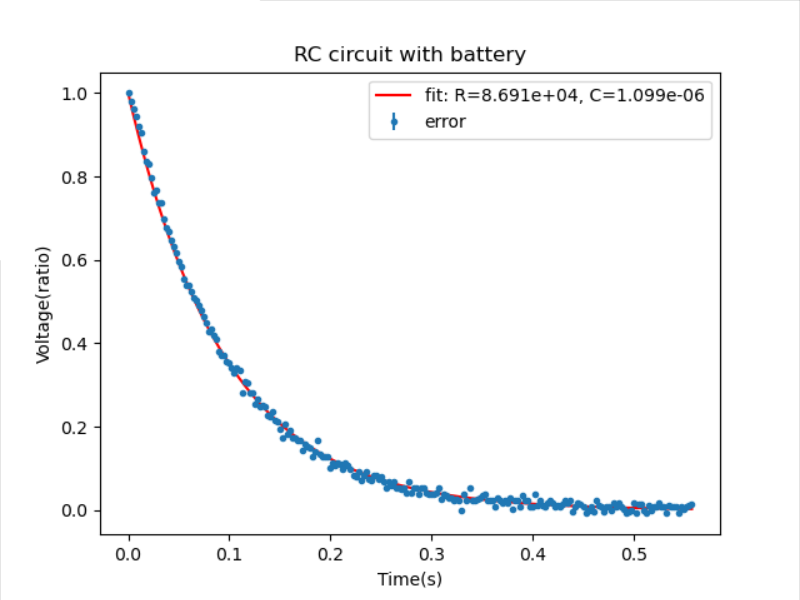 RC circuit with battery
fit: R=8.691e+04, C=1.099e-06
error
Voltage(ratio)
1.0
0.8
0.6
0.4
0.2
0.0
0.0 0.1 0.2 0.3 0.4 0.5
Time(s)